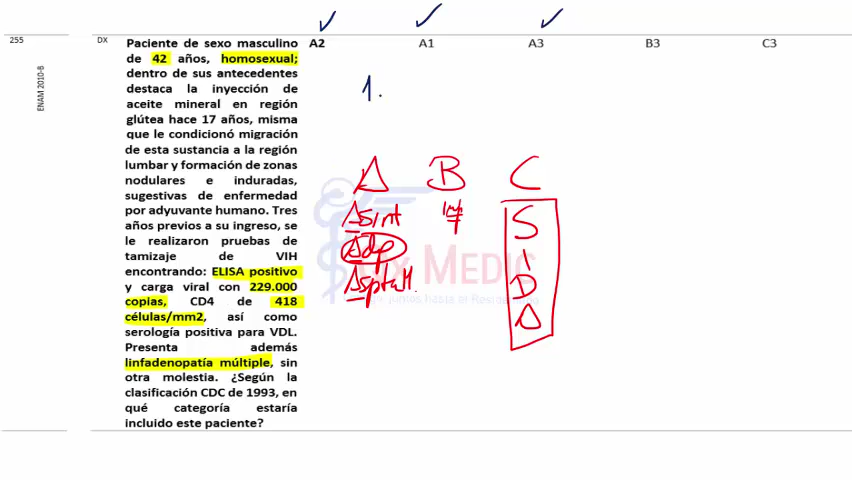 255
ENAM 2010-B
DX
Paciente de sexo masculino
de 42 años, homosexual;
dentro de sus antecedentes
destaca la inyección de
aceite mineral en región
glútea hace 17 años, misma
que le condicionó migración
de esta sustancia a la región
lumbar y formación de zonas
nodulares e induradas,
sugestivas de enfermedad
por adyuvante humano. Tres
años previos a su ingreso, se
le realizaron pruebas de
tamizaje de VIH
encontrando: ELISA positivo
y carga viral con 229.000
copias, CD4 de 418
células/mm2, así como
serología positiva para VDL.
Presenta además
linfadenopatía múltiple, sin
otra molestia. ¿Según la
clasificación CDC de 1993, en
qué categoría estaría
incluido este paciente?
A2 A1 A3 B3 C3
1.
A B C
Asint
Adp
S
I
D
A
MEDIC
juntos hasta el Residentado